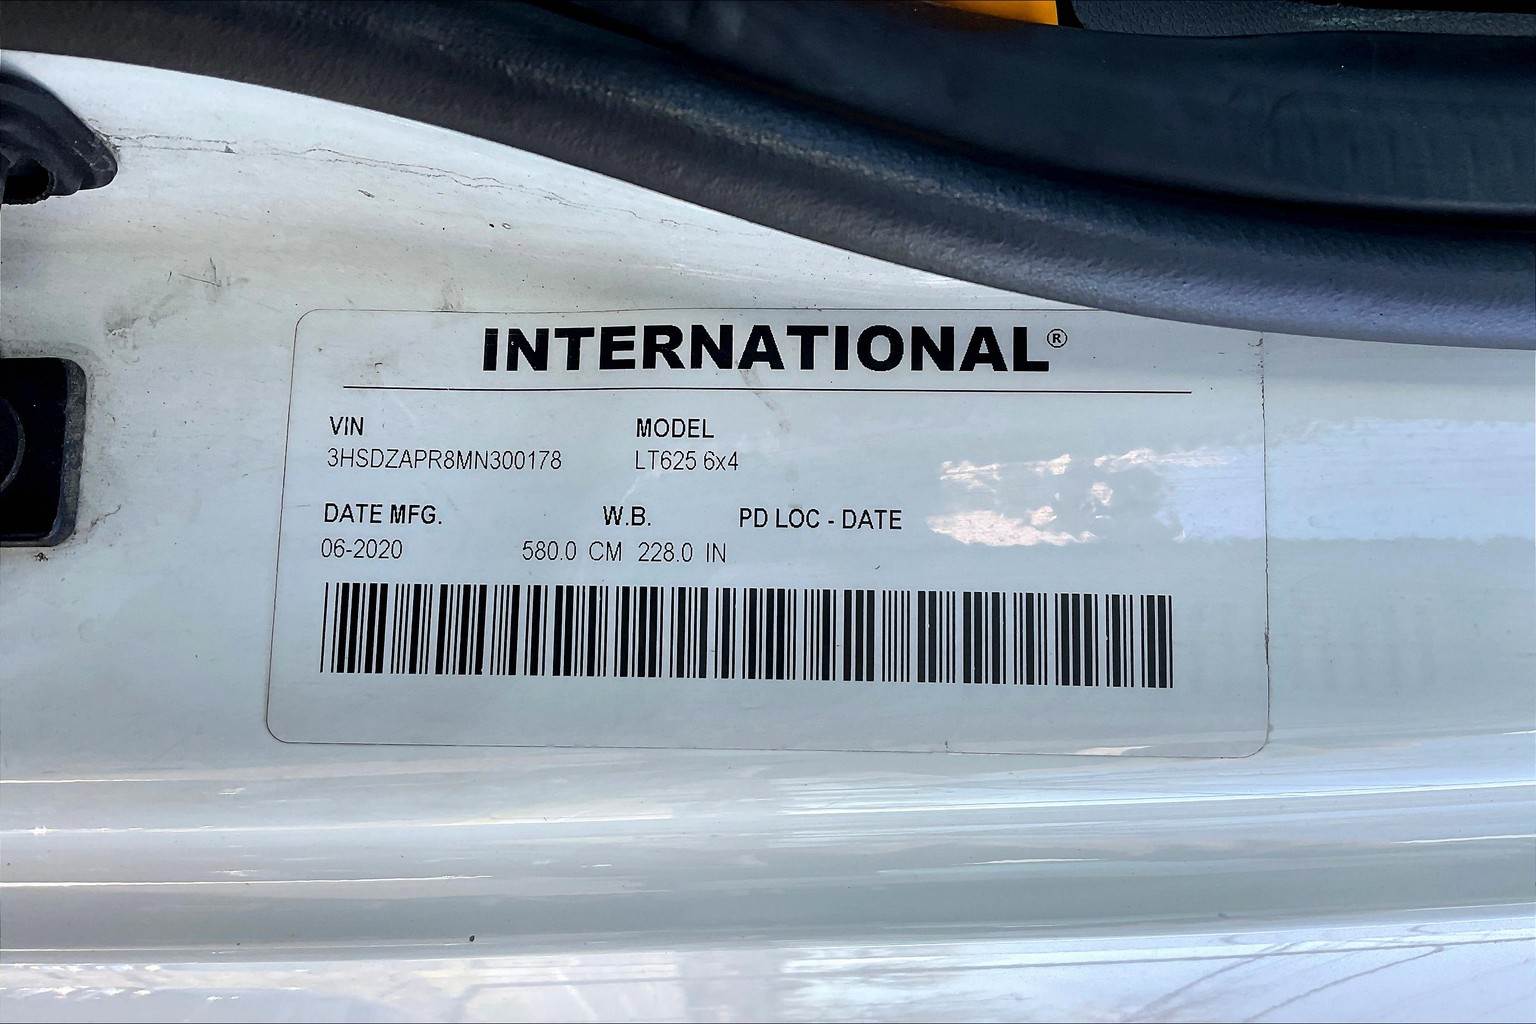 INTERNATIONAL®
VIN MODEL
3HSDZAPR8MN300178 LT625 6x4
DATE MFG. W.B. PD LOC - DATE
06-2020 580.0 CM 228.0 IN